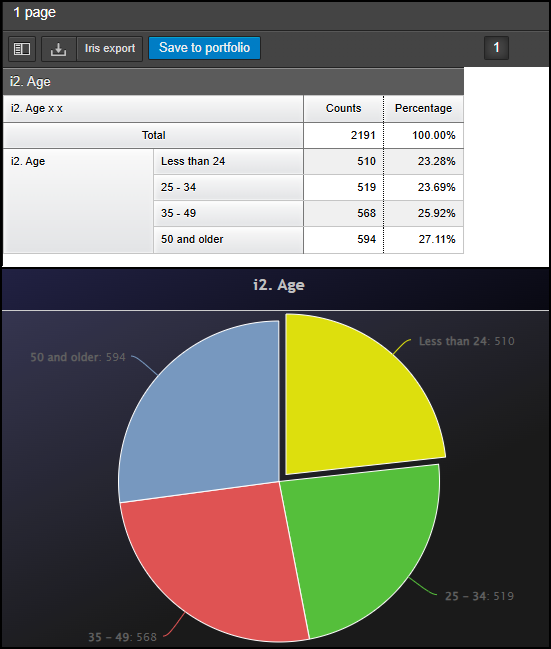 1 page
Iris export Save to portfolio 1
i2. Age
i2. Age x x Counts Percentage
Total 2191 100.00%
i2. Age Less than 24 510 23.28%
25 - 34 519 23.69%
35 - 49 568 25.92%
50 and older 594 27.11%
i2. Age
Less than 24: 510
50 and older: 594
25 – 34: 519
35 – 49: 568